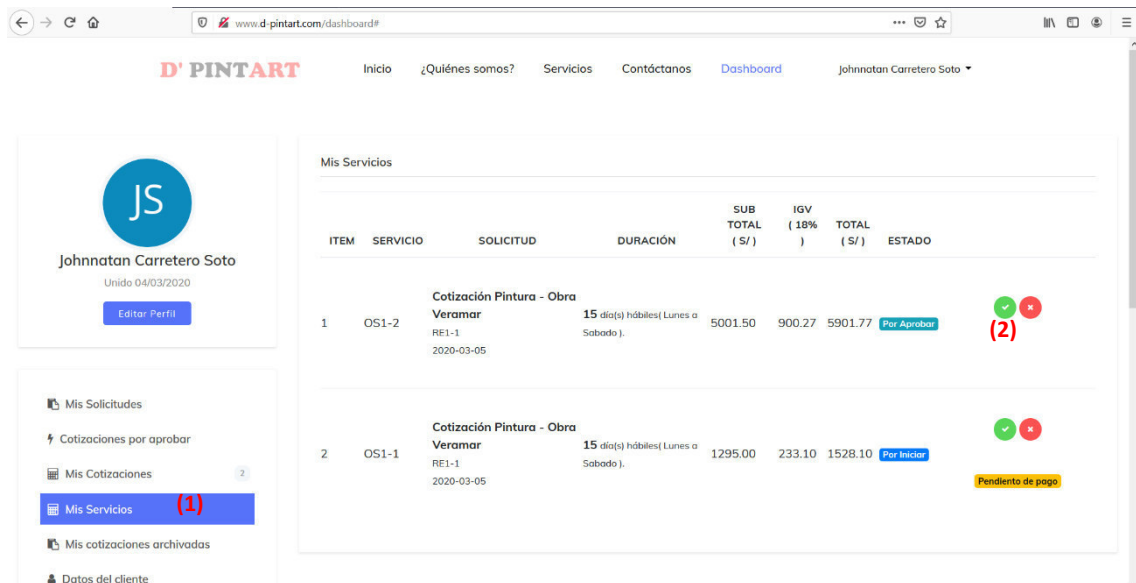 www.d-pintart.com/dashboard#
D' PINTART
Inicio ¿Quiénes somos? Servicios Contáctanos Dashboard Johnnatan Carretero Soto
JS
Johnnatan Carretero Soto
Unido 04/03/2020
Editar Perfil
Mis Solicitudes
Cotizaciones por aprobar
Mis Cotizaciones 2
Mis Servicios (1)
Mis cotizaciones archivadas
Datos del cliente
Mis Servicios
ITEM SERVICIO SOLICITUD DURACIÓN SUB TOTAL ( S/ ) IGV ( 18% ) TOTAL ( S/ ) ESTADO
1 OS1-2
Cotización Pintura - Obra
Veramar
RE1-1
2020-03-05
15 día(s) hábiles( Lunes a
Sabado ).
5001.50 900.27 5901.77 Por Aprobar
(2)
2 OS1-1
Cotización Pintura - Obra
Veramar
RE1-1
2020-03-05
15 día(s) hábiles( Lunes a
Sabado ).
1295.00 233.10 1528.10 Por Iniciar
Pendiento de pago